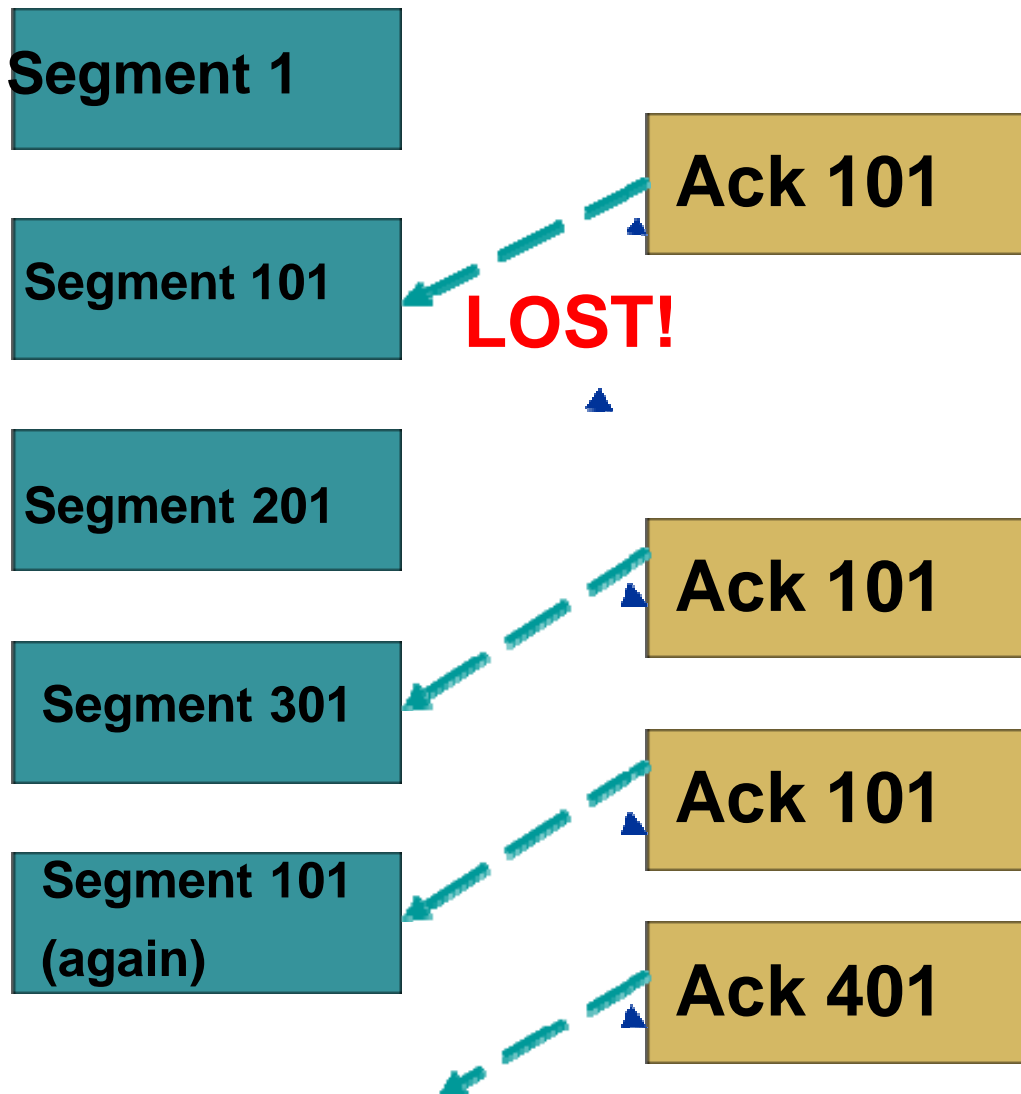 Segment 1
Ack 101
Segment 101
LOST!
Segment 201
Ack 101
Segment 301
Ack 101
Segment 101
(again)
Ack 401